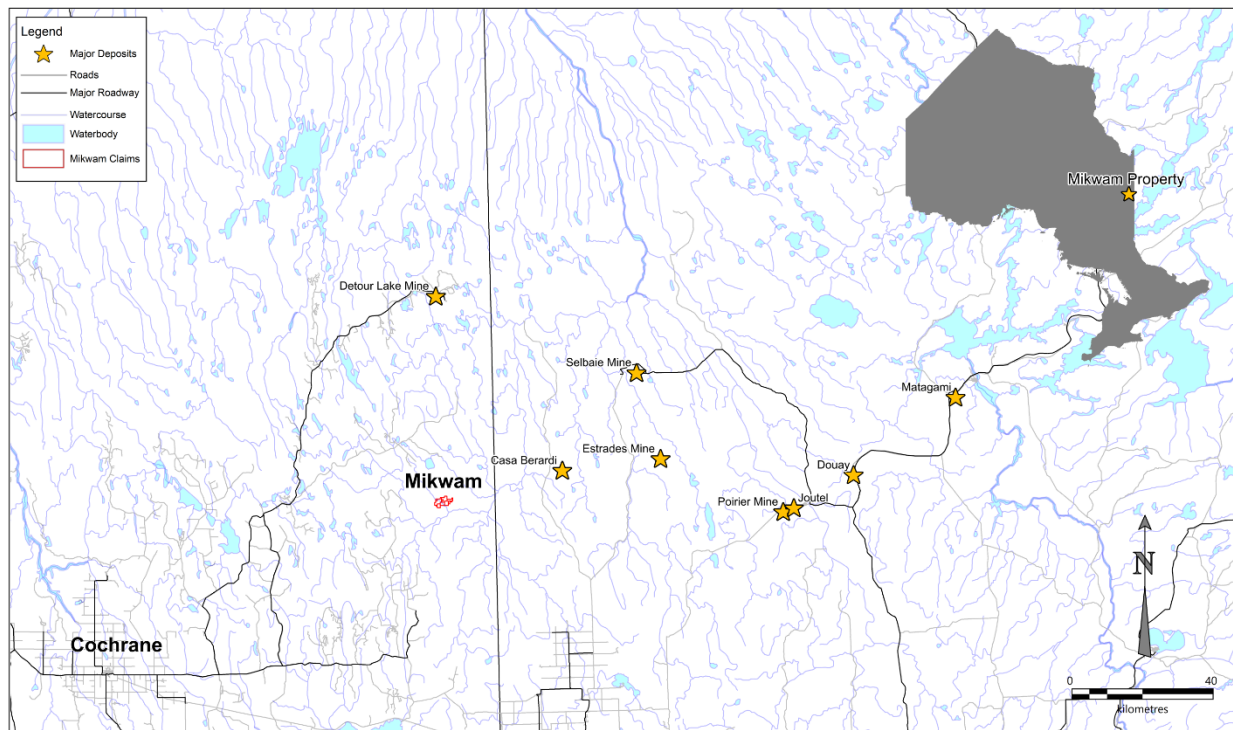 Legend
Major Deposits
Roads
Major Roadway
Watercourse
Waterbody
Mikwam Claims
Mikwam Property
Detour Lake Mine
Selbaie Mine
Matagami
Estrades Mine
Casa Berardi
Douay
Mikwam
Poirier Mine
Joutel
N
Cochrane
0 40
kilometres